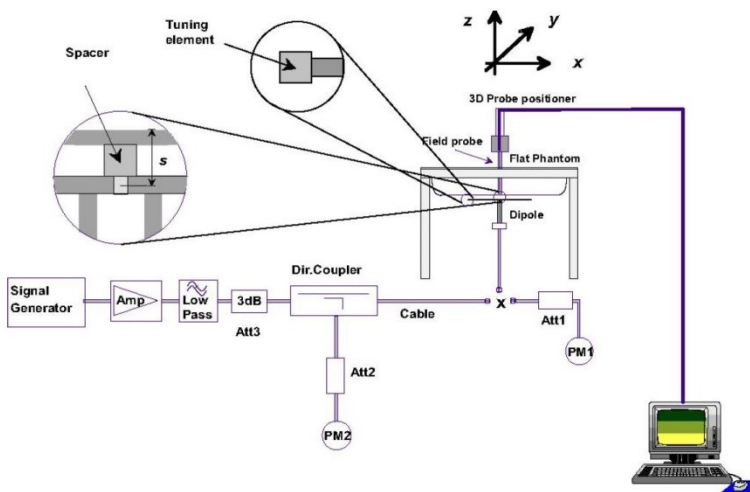 Tuning
element
Spacer
s
z
y
x
3D Probe positioner
Field probe
Flat Phantom
Dipole
Signal
Generator
Amp
Low
Pass
3dB
Att3
Dir.Coupler
Cable
x
Att1
PM1
Att2
PM2